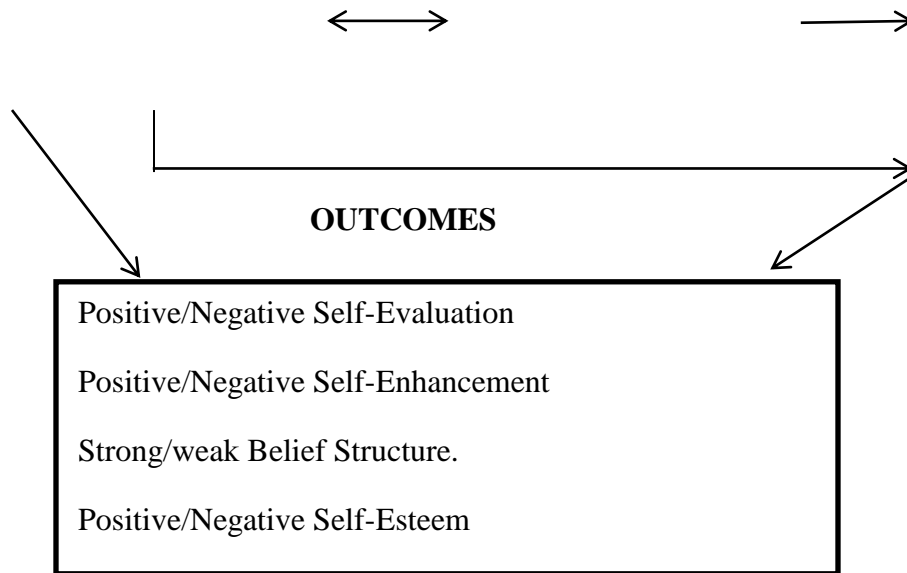 OUTCOMES
Positive/Negative Self-Evaluation
Positive/Negative Self-Enhancement
Strong/weak Belief Structure.
Positive/Negative Self-Esteem